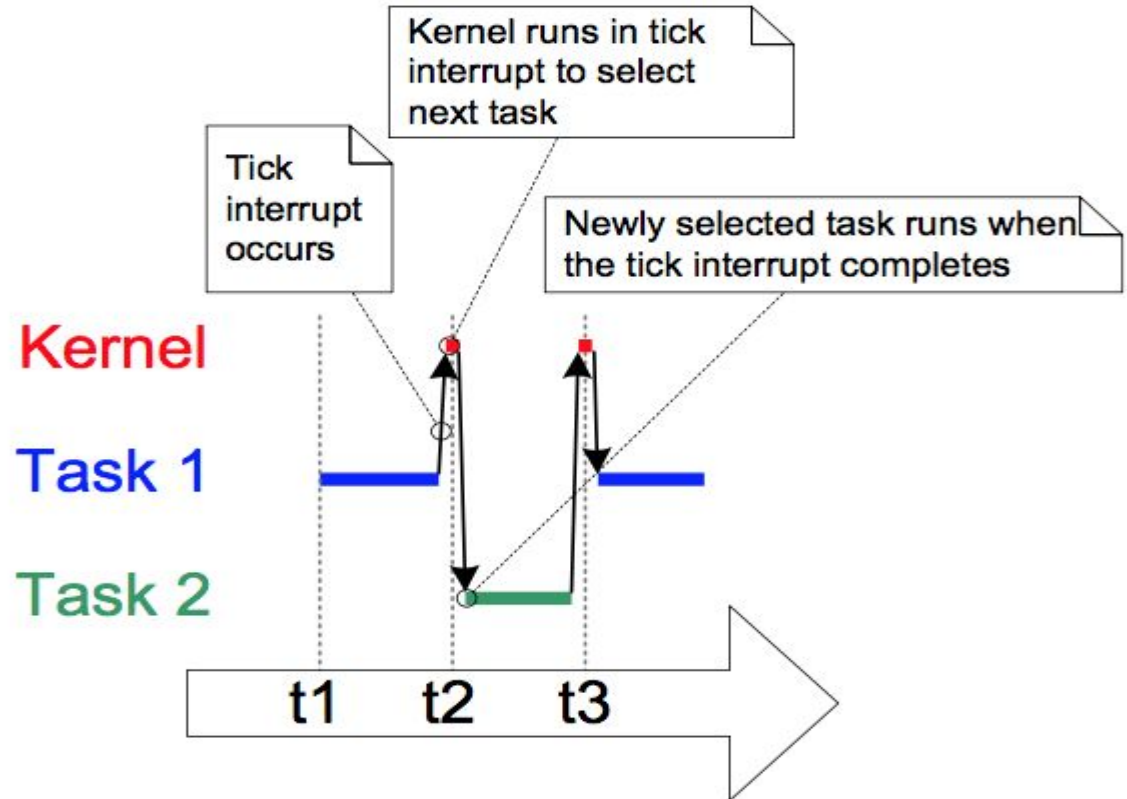 Kernel runs in tick
interrupt to select
next task
Tick
interrupt
occurs
Newly selected task runs when
the tick interrupt completes
Kernel
Task 1
Task 2
t1 t2 t3